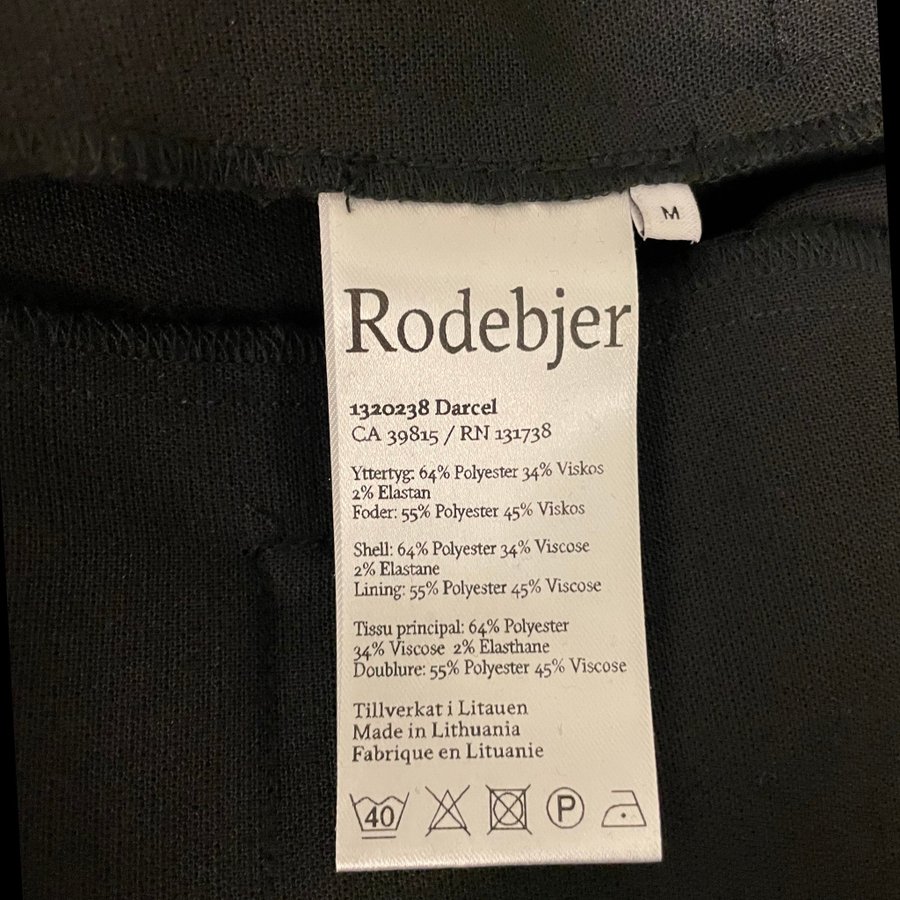 M
Rodebjer
1320238 Darcel
CA 39815 / RN 131738
Yttertyg: 64% Polyester 34% Viskos
2% Elastan
Foder: 55% Polyester 45% Viskos
Shell: 64% Polyester 34% Viscose
2% Elastane
Lining: 55% Polyester 45% Viscose
Tissu principal: 64% Polyester
34% Viscose 2% Elasthane
Doublure: 55% Polyester 45% Viscose
Tillverkat i Litauen
Made in Lithuania
Fabrique en Lituanie
40 P